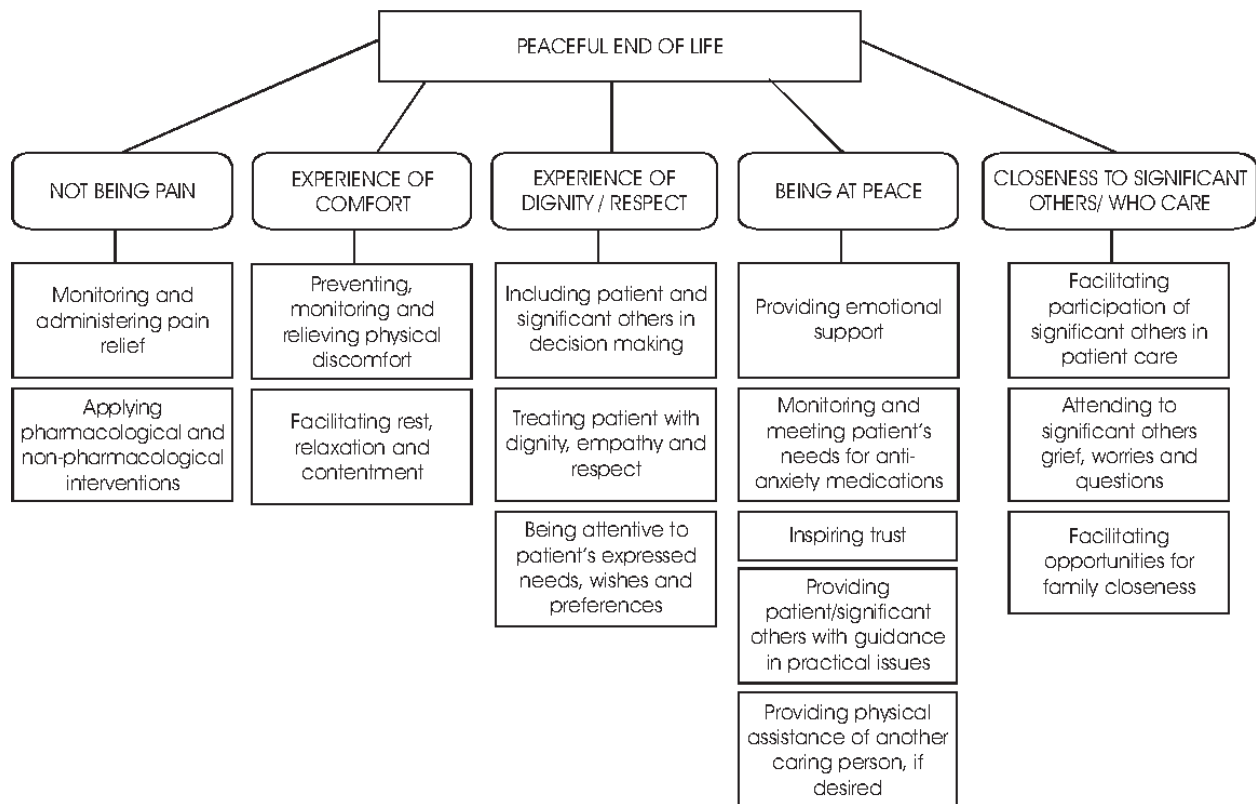 PEACEFUL END OF LIFE
NOT BEING PAIN
Monitoring and
administering pain
relief
Applying
pharmacological and
non-pharmacological
interventions
EXPERIENCE OF
COMFORT
Preventing,
monitoring and
relieving physical
discomfort
Facilitating rest,
relaxation and
contentment
EXPERIENCE OF
DIGNITY / RESPECT
Including patient and
significant others in
decision making
Treating patient with
dignity, empathy and
respect
Being attentive to
patient's expressed
needs, wishes and
preferences
BEING AT PEACE
Providing emotional
support
Monitoring and
meeting patient's
needs for anti-
anxiety medications
Inspiring trust
Providing
patient/significant
others with guidance
in practical issues
Providing physical
assistance of another
caring person, if
desired
CLOSENESS TO SIGNIFICANT
OTHERS/ WHO CARE
Facilitating
participation of
significant others in
patient care
Attending to
significant others
grief, worries and
questions
Facilitating
opportunities for
family closeness